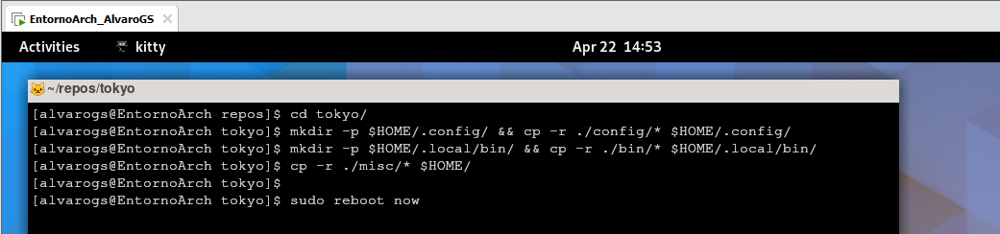 EntornoArch_AlvaroGS
Activities kitty Apr 22 14:53
~/repos/tokyo
[alvarogs@EntornoArch repos]$ cd tokyo/
[alvarogs@EntornoArch tokyo]$ mkdir -p $HOME/.config/ && cp -r ./config/* $HOME/.config/
[alvarogs@EntornoArch tokyo]$ mkdir -p $HOME/.local/bin/ && cp -r ./bin/* $HOME/.local/bin/
[alvarogs@EntornoArch tokyo]$ cp -r ./misc/* $HOME/
[alvarogs@EntornoArch tokyo]$
[alvarogs@EntornoArch tokyo]$ sudo reboot now